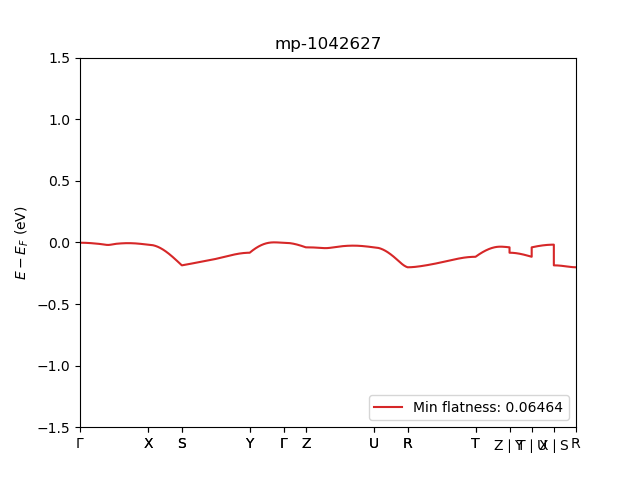 mp-1042627
1.5
1.0
0.5
0.0
−0.5
−1.0
−1.5
E − E_F (eV)
Min flatness: 0.06464
Γ X S Y Γ Z U R T Z | Y T | U X | S R